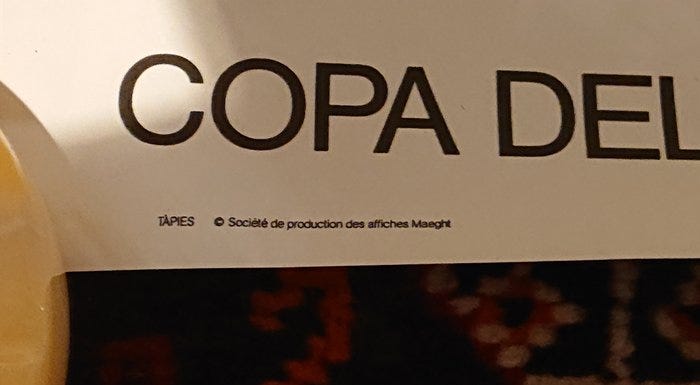 COPA DEL
TÀPIES © Société de production des affiches Maeght